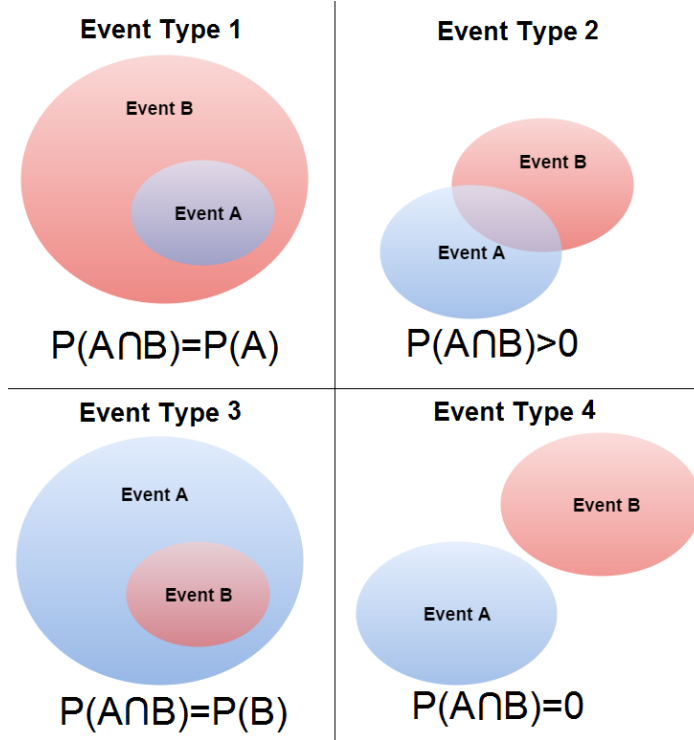 Event Type 1
Event B
Event A
P(A∩B)=P(A)
Event Type 2
Event B
Event A
P(A∩B)>0
Event Type 3
Event A
Event B
P(A∩B)=P(B)
Event Type 4
Event B
Event A
P(A∩B)=0